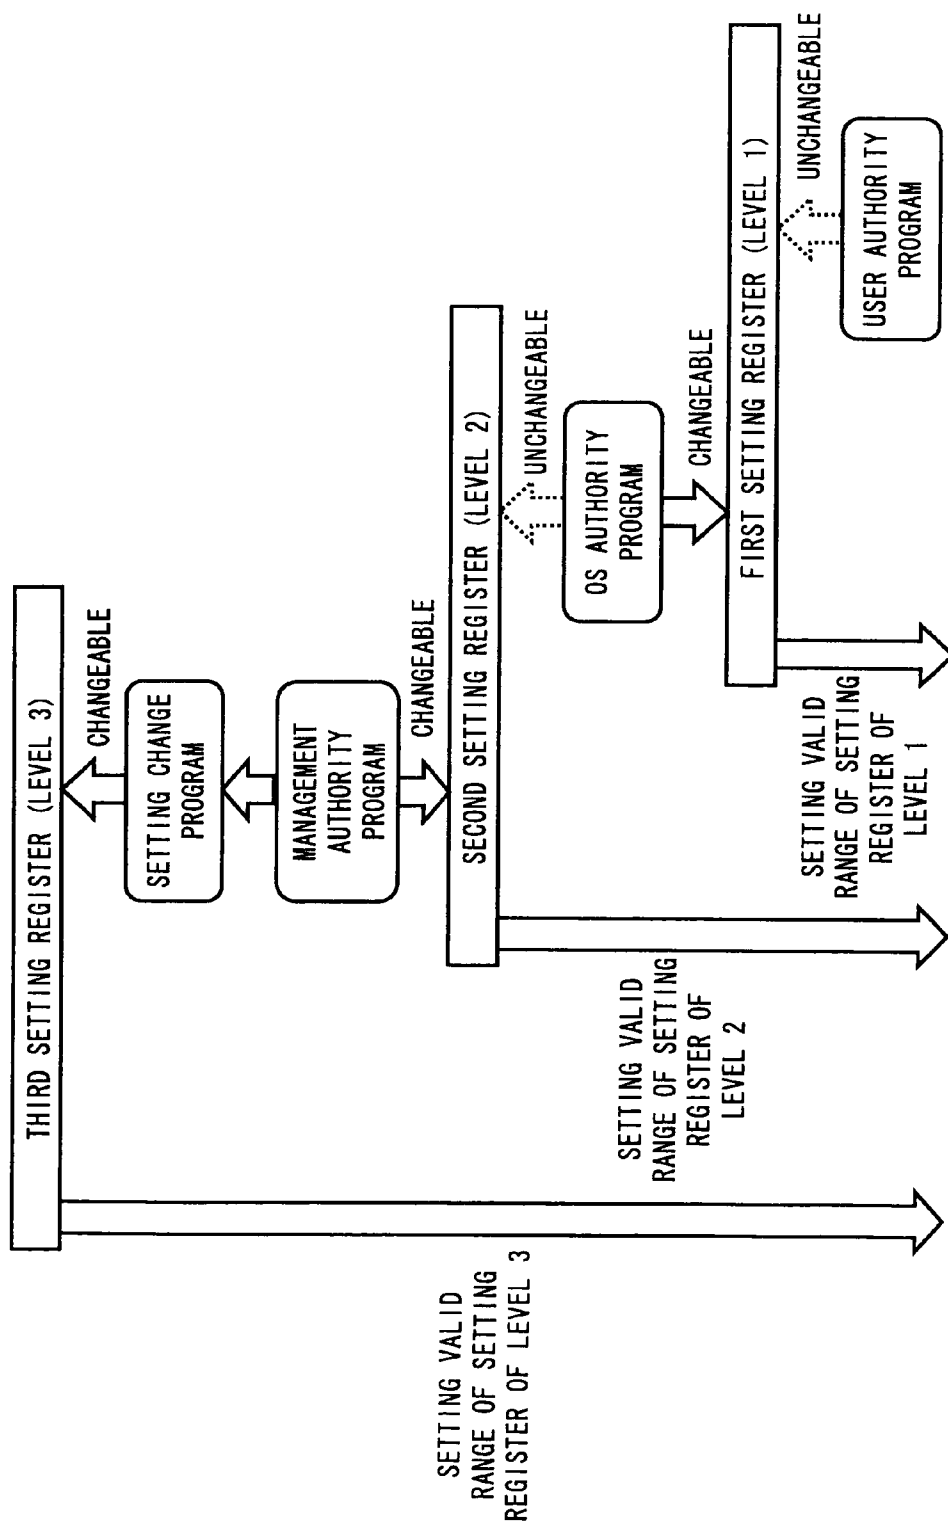 THIRD SETTING REGISTER (LEVEL 3)
CHANGEABLE
SETTING CHANGE
PROGRAM
MANAGEMENT
AUTHORITY
PROGRAM
CHANGEABLE
SECOND SETTING REGISTER (LEVEL 2)
UNCHANGEABLE
OS AUTHORITY
PROGRAM
CHANGEABLE
FIRST SETTING REGISTER (LEVEL 1)
UNCHANGEABLE
USER AUTHORITY
PROGRAM
SETTING VALID
RANGE OF SETTING
REGISTER OF LEVEL 3
SETTING VALID
RANGE OF SETTING
REGISTER OF
LEVEL 2
SETTING VALID
RANGE OF SETTING
REGISTER OF
LEVEL 1